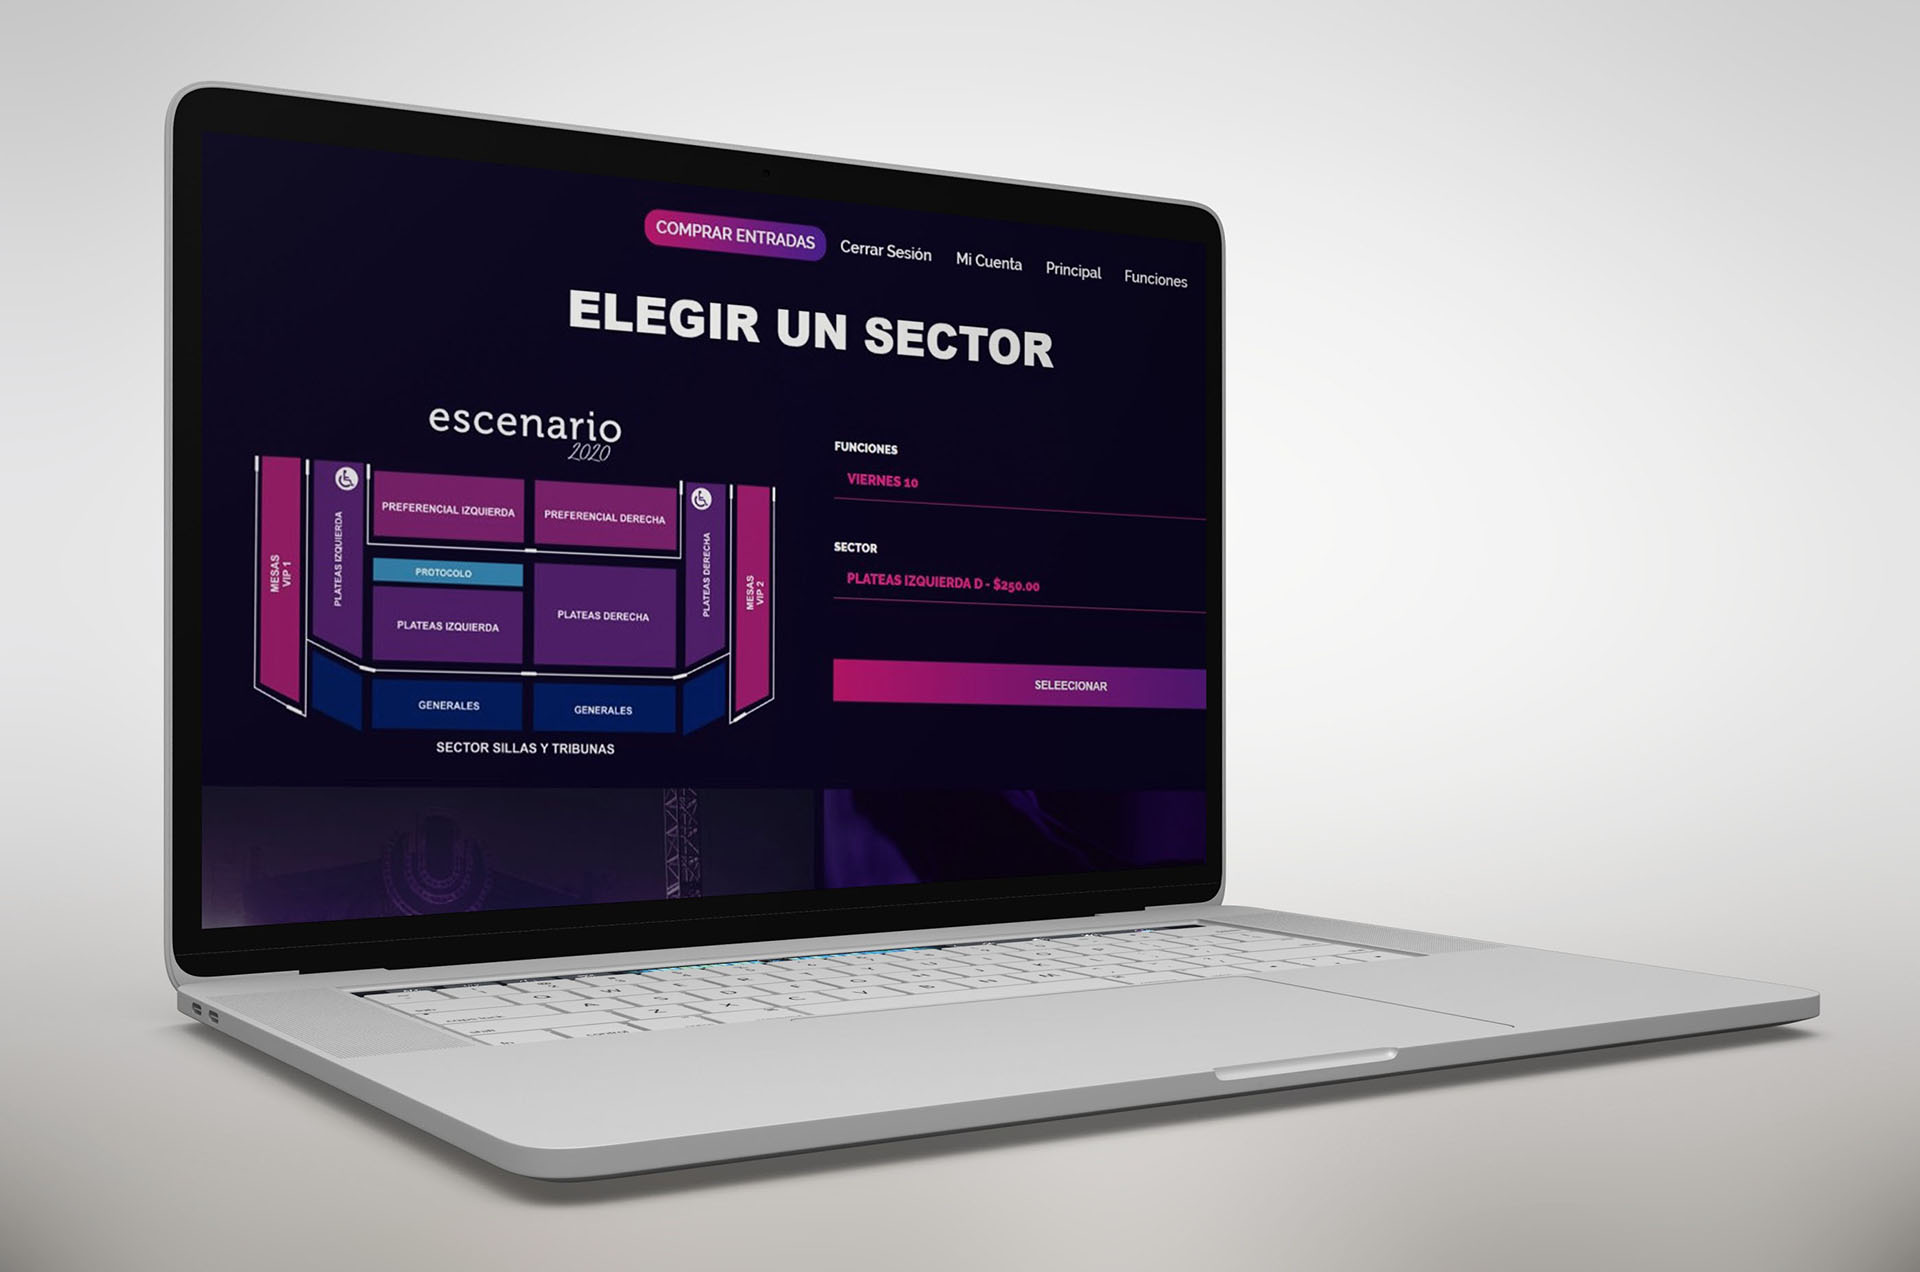 COMPRAR ENTRADAS
Cerrar Sesión
Mi Cuenta
Principal
Funciones
ELEGIR UN SECTOR
escenario
2020
MESAS
VIP 1
PLATEAS IZQUIERDA
PREFERENCIAL IZQUIERDA
PREFERENCIAL DERECHA
PLATEAS DERECHA
MESAS
VIP 2
PROTOCOLO
PLATEAS IZQUIERDA
PLATEAS DERECHA
GENERALES
GENERALES
SECTOR SILLAS Y TRIBUNAS
FUNCIONES
VIERNES 10
SECTOR
PLATEAS IZQUIERDA D - $250.00
SELEECIONAR